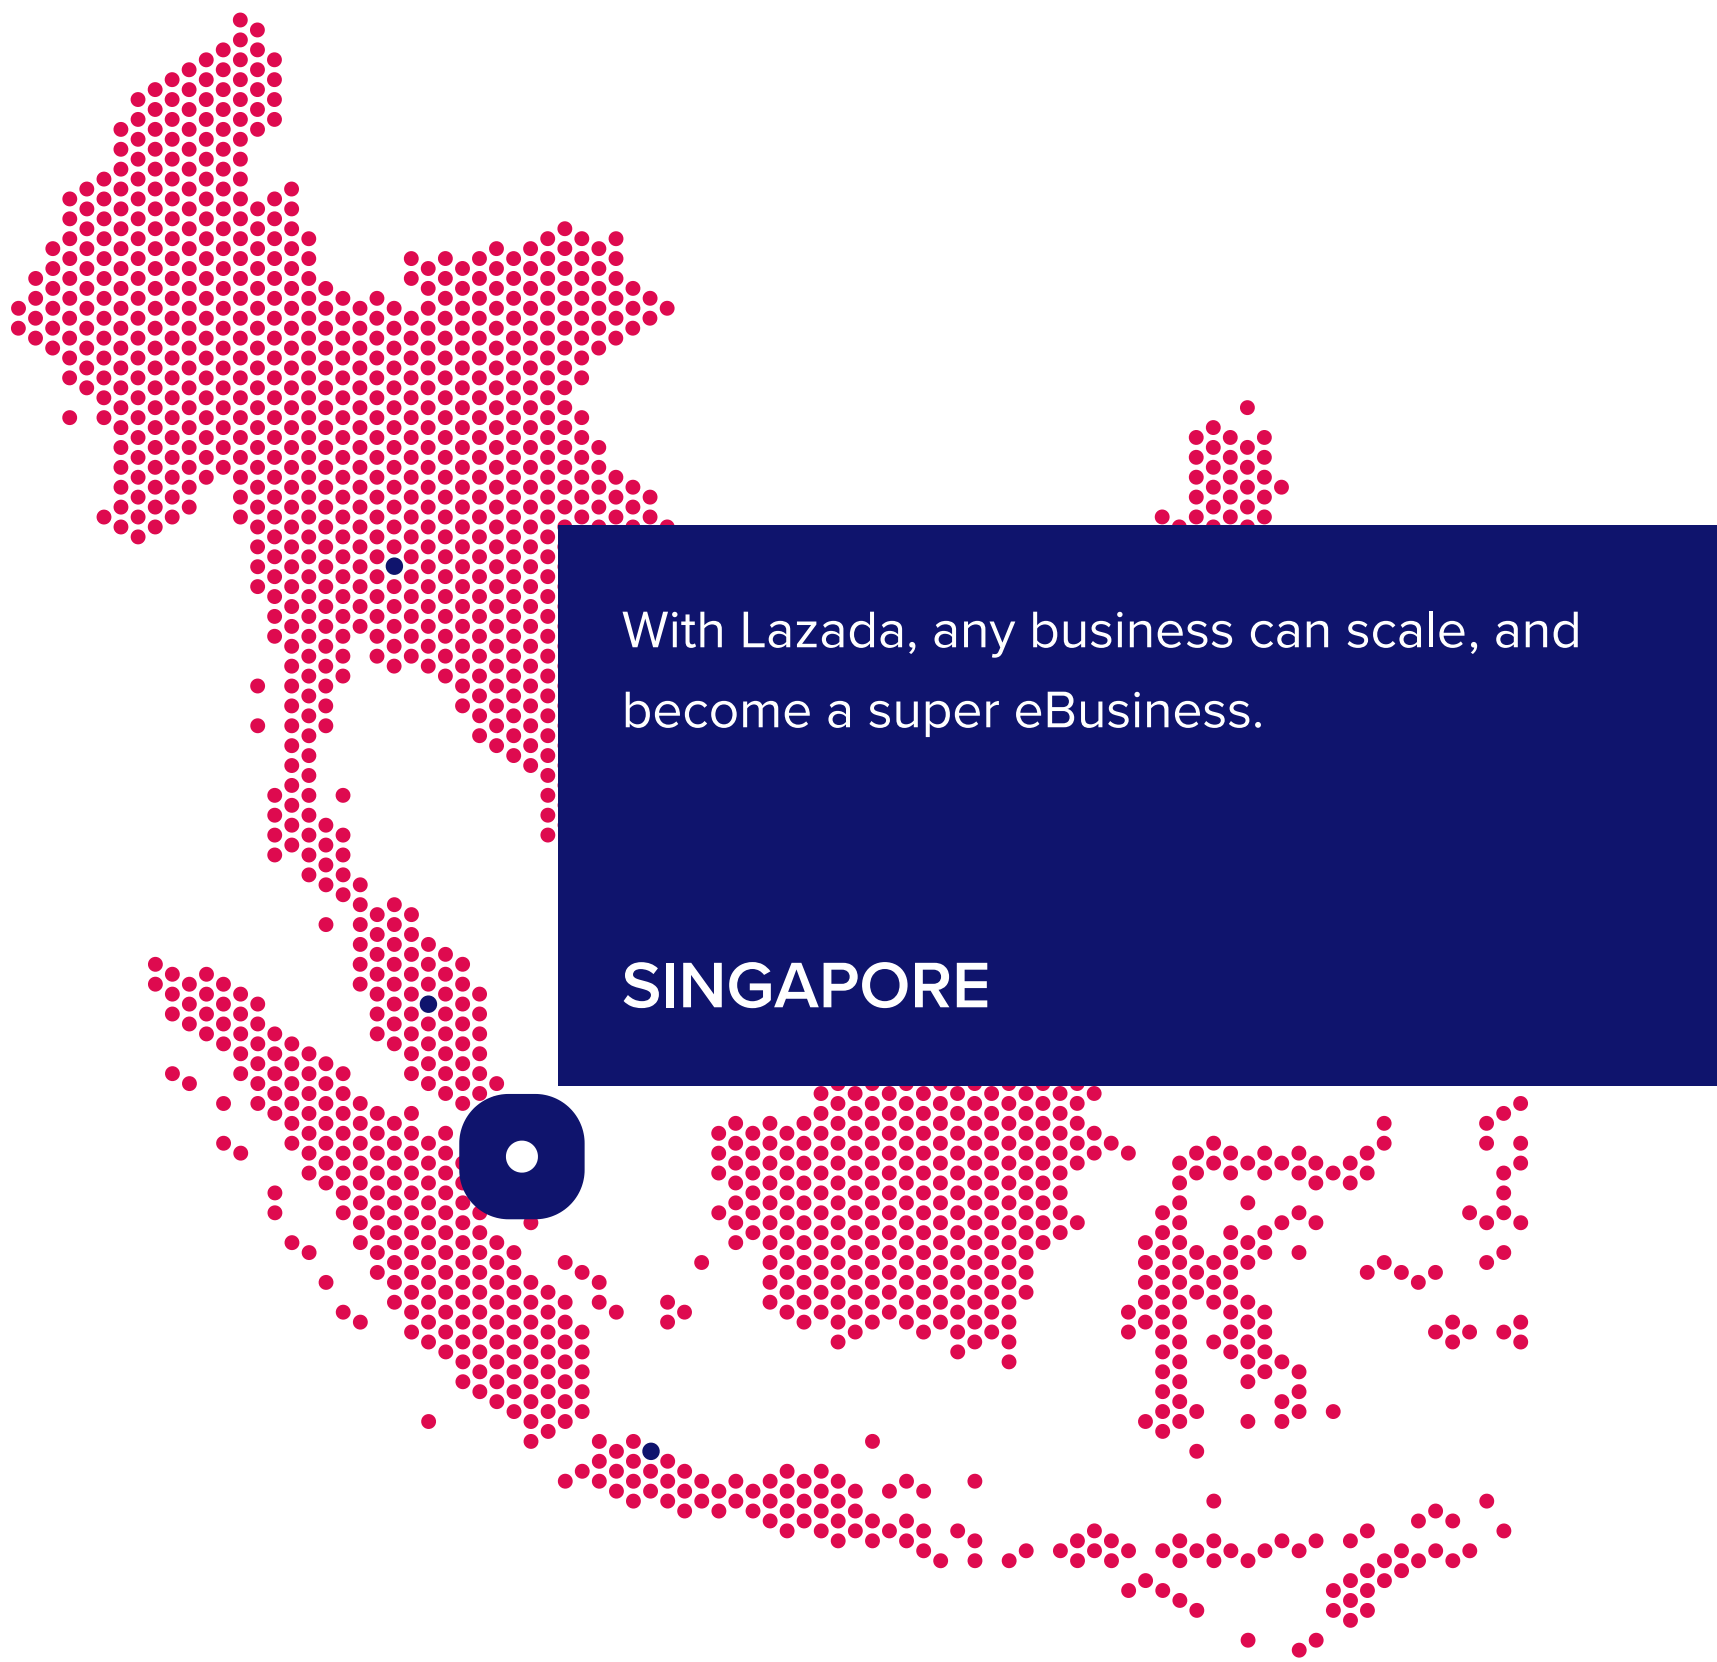 With Lazada, any business can scale, and
become a super eBusiness.
SINGAPORE